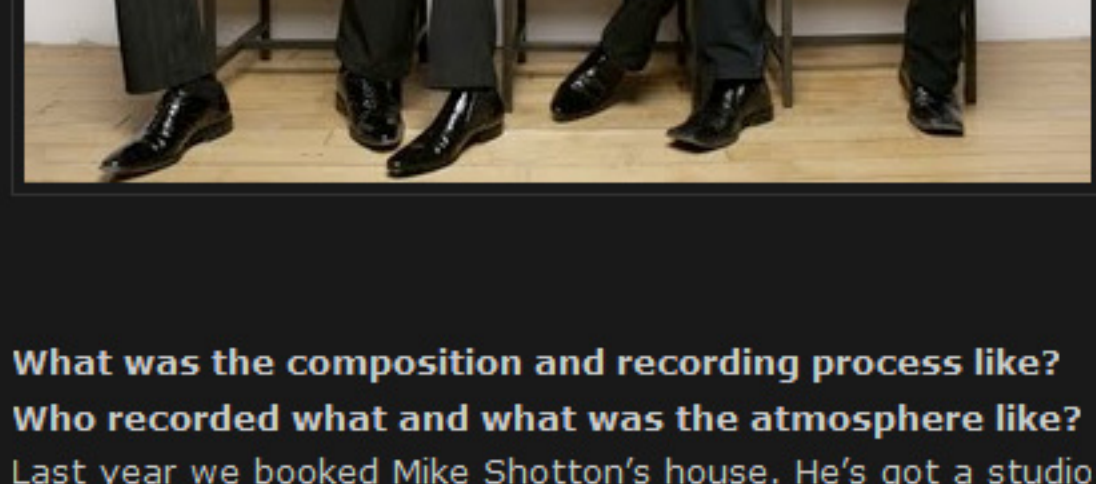 What was the composition and recording process like?
Who recorded what and what was the atmosphere like?
Last year we booked Mike Shotton’s house. He’s got a studio